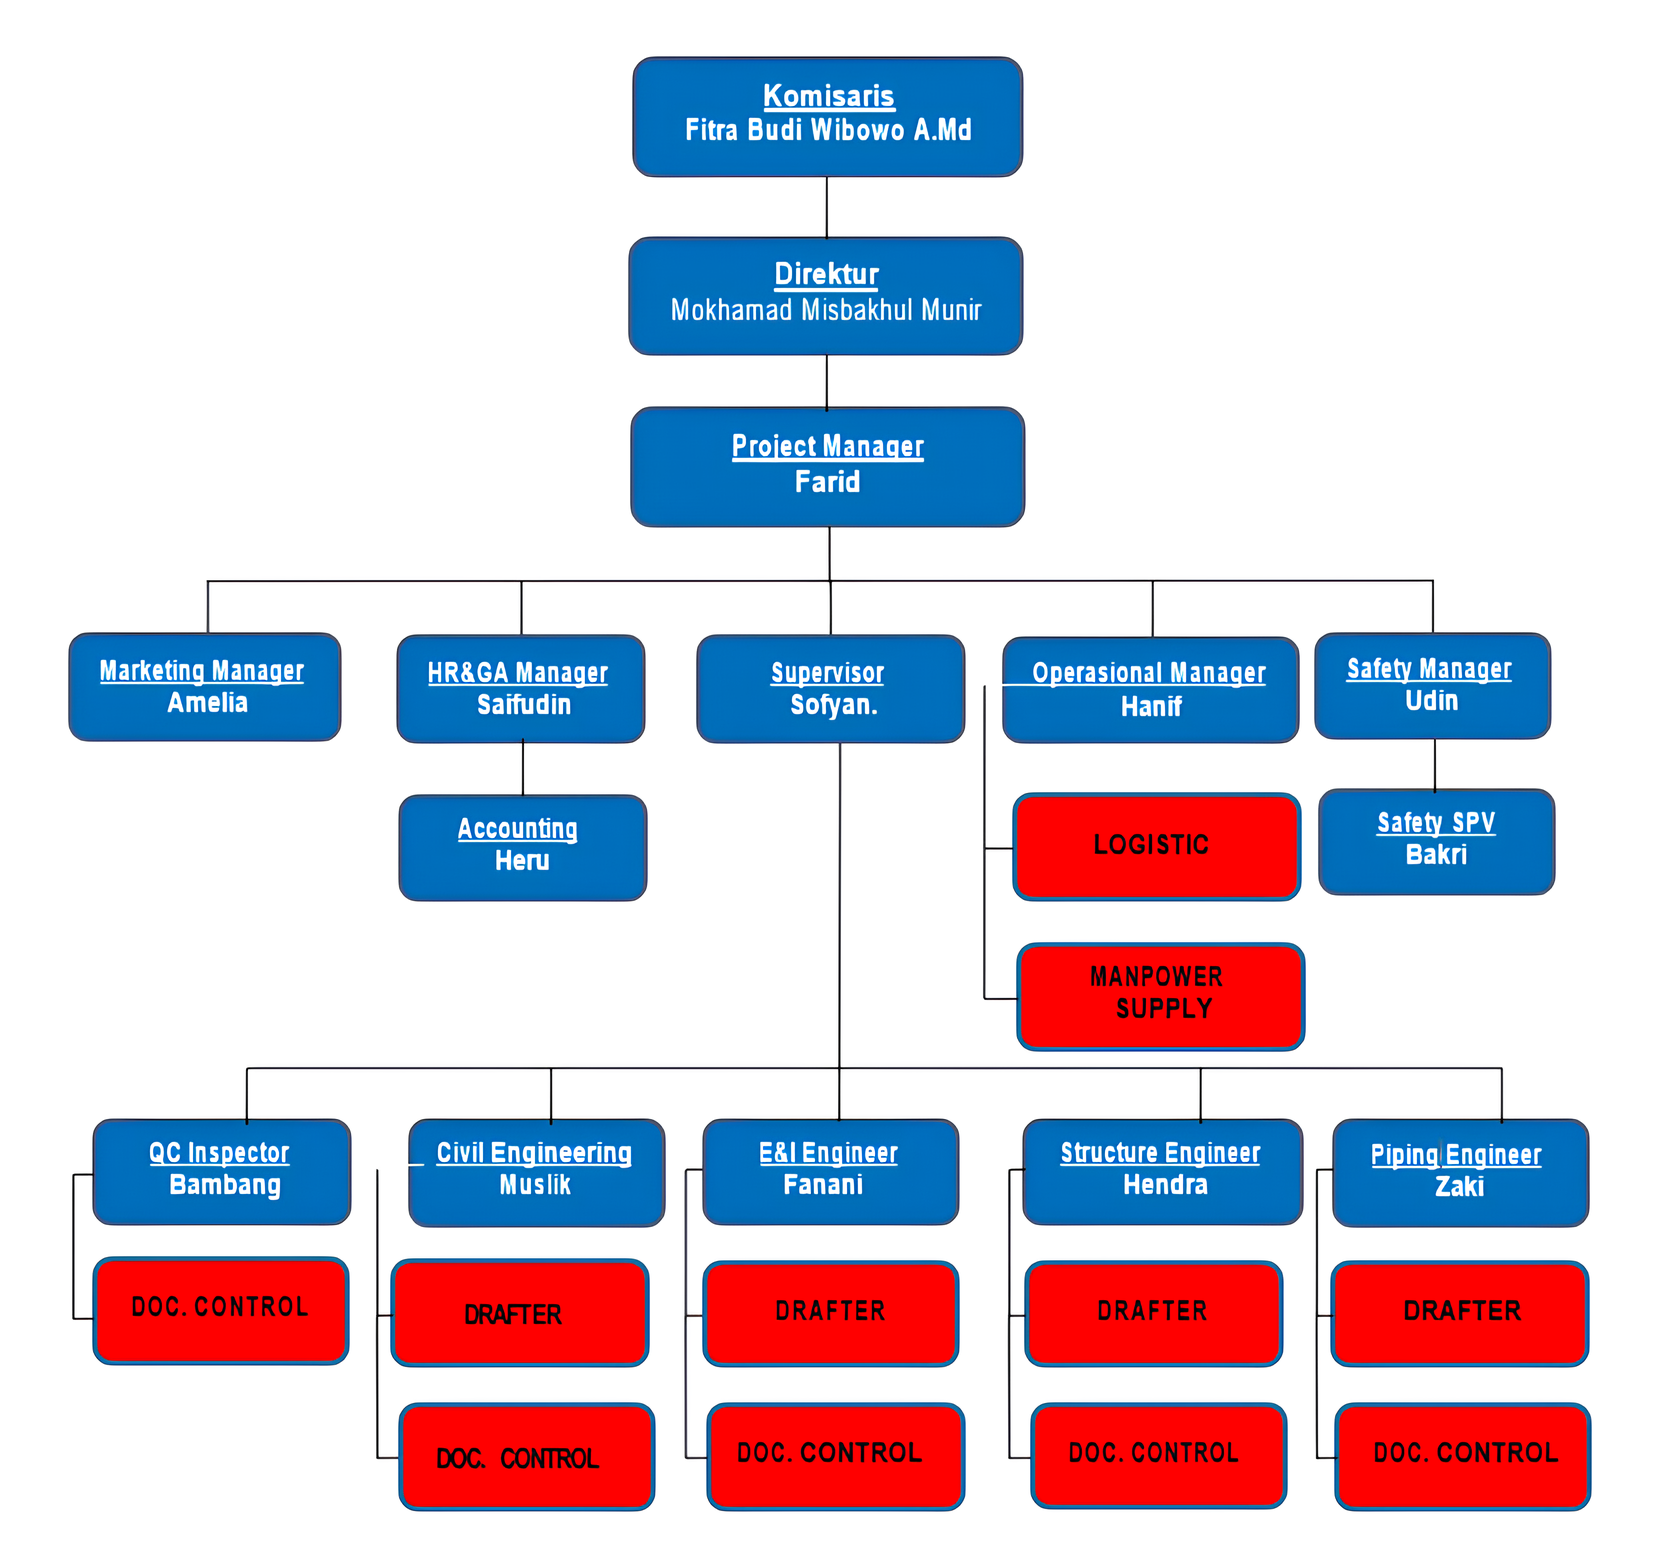 Komisaris
Fitra Budi Wibowo A.Md
Direktur
Mokhamad Misbakhul Munir
Project Manager
Farid
Marketing Manager
Amelia
HR&GA Manager
Saifudin
Supervisor
Sofyan.
Operasional Manager
Hanif
Safety Manager
Udin
Accounting
Heru
LOGISTIC
Safety SPV
Bakri
MANPOWER
SUPPLY
QC Inspector
Bambang
Civil Engineering
Muslik
E&I Engineer
Fanani
Structure Engineer
Hendra
Piping Engineer
Zaki
DOC. CONTROL
DRAFTER
DRAFTER
DRAFTER
DRAFTER
DOC. CONTROL
DOC. CONTROL
DOC. CONTROL
DOC. CONTROL